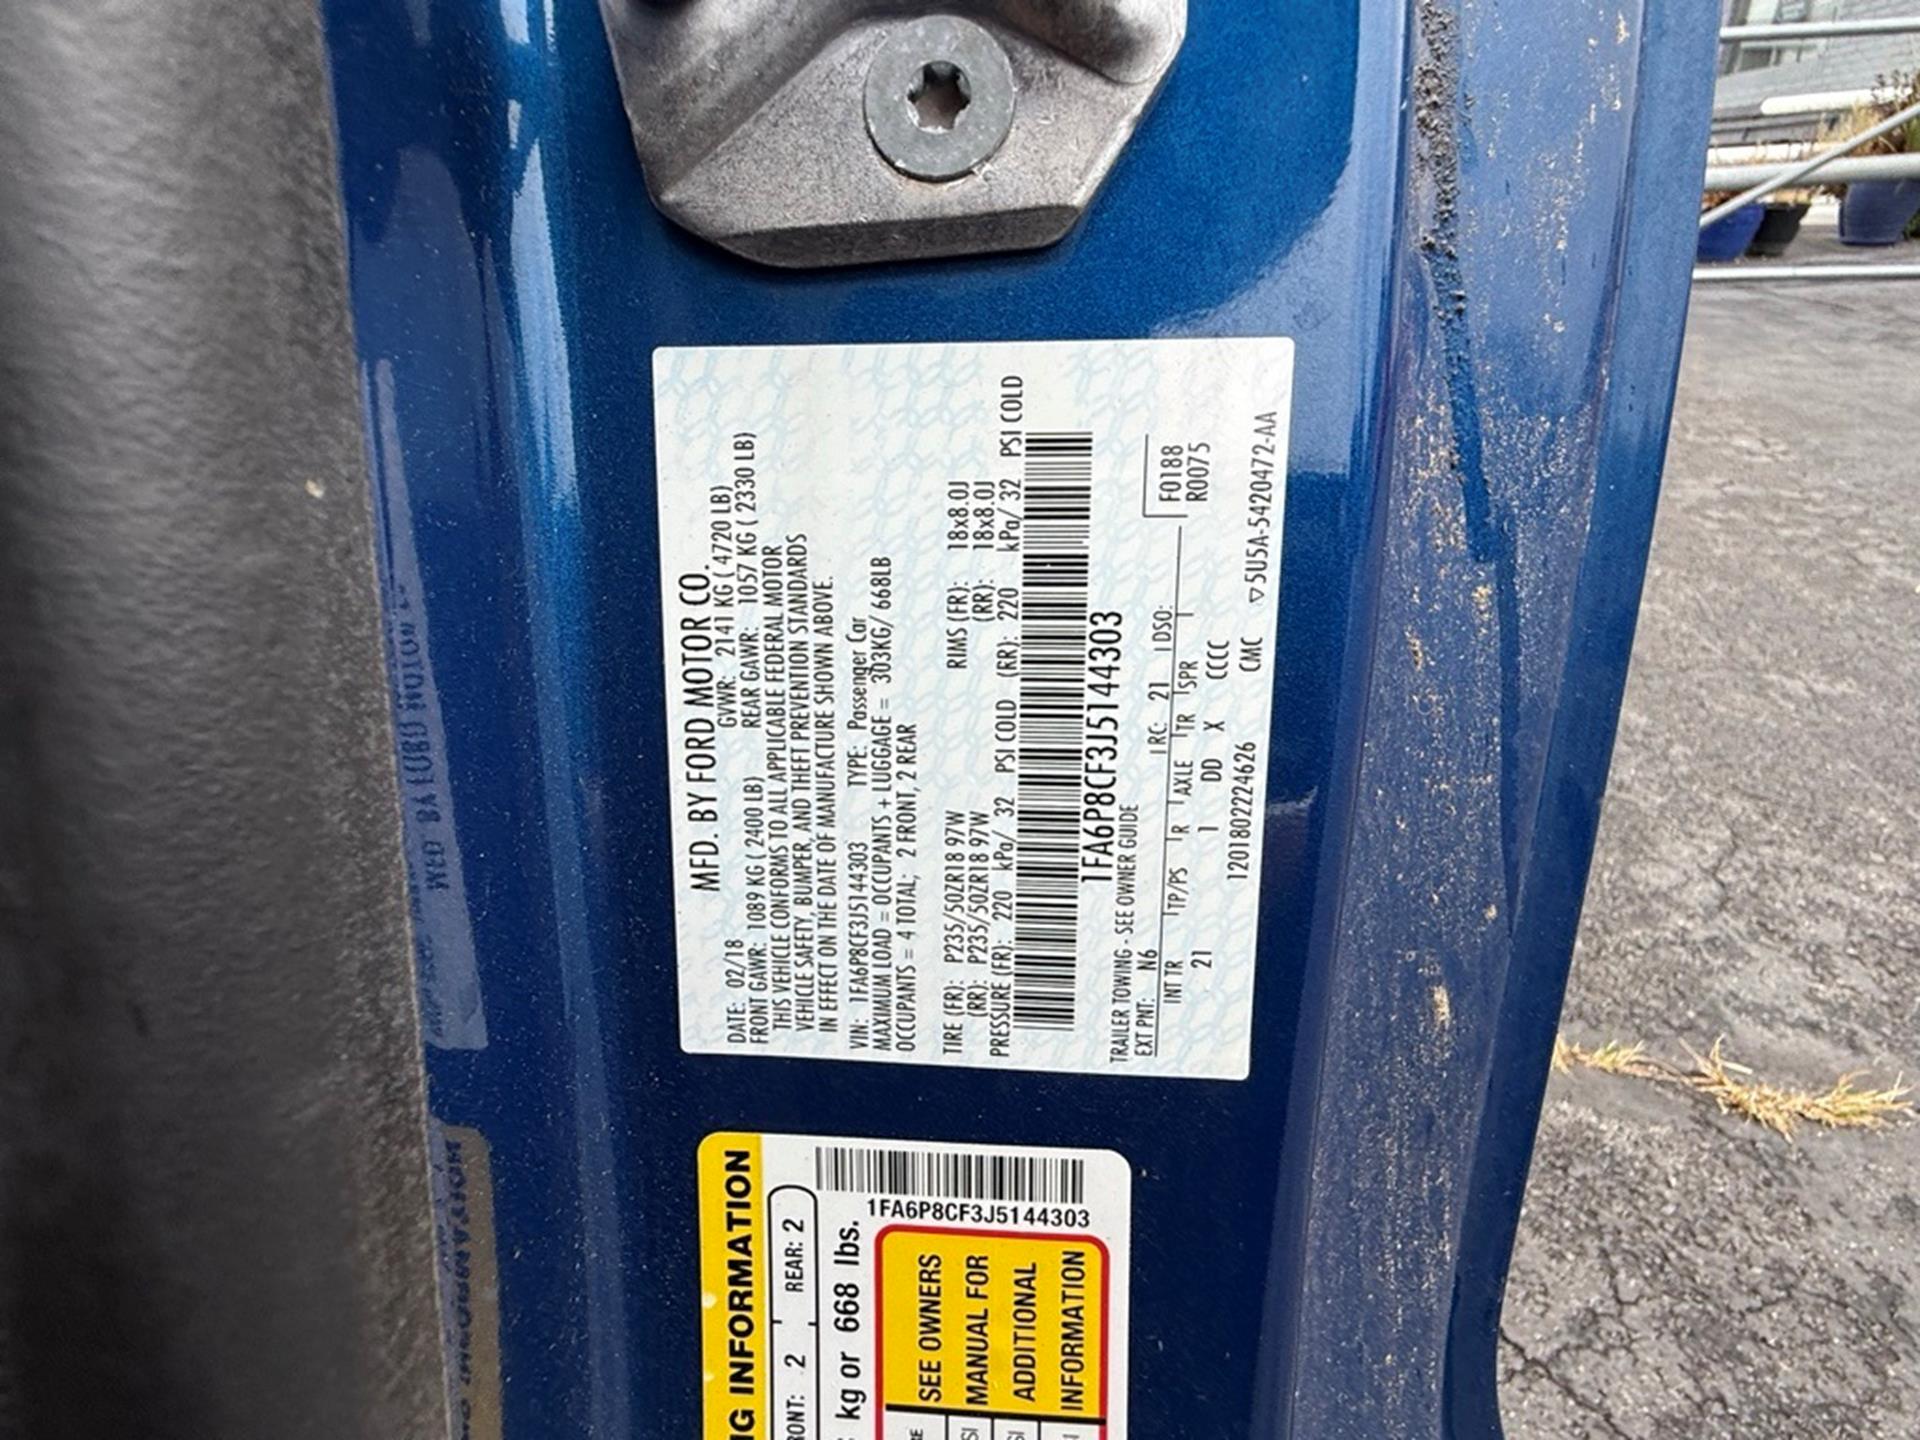 MFD. BY FORD MOTOR CO.
DATE: 02/18 GVWR: 2141 KG ( 4720 LB)
FRONT GAWR: 1089 KG ( 2400 LB) REAR GAWR: 1057 KG ( 2330 LB)
THIS VEHICLE CONFORMS TO ALL APPLICABLE FEDERAL MOTOR
VEHICLE SAFETY, BUMPER, AND THEFT PREVENTION STANDARDS
IN EFFECT ON THE DATE OF MANUFACTURE SHOWN ABOVE.
VIN: 1FA6P8CF3J5144303 TYPE: Passenger Car
MAXIMUM LOAD = OCCUPANTS + LUGGAGE = 303KG/ 668LB
OCCUPANTS = 4 TOTAL; 2 FRONT, 2 REAR
TIRE (FR): P235/50ZR18 97W RIMS (FR): 18x8.0J
(RR): P235/50ZR18 97W (RR): 18x8.0J
PRESSURE (FR): 220 kPa/ 32 PSI COLD (RR): 220 kPa/ 32 PSI COLD
1FA6P8CF3J5144303
TRAILER TOWING - SEE OWNER GUIDE
EXT PNT: N6 RC: 21 DSO: F0188
R0075
INT TR TP/PS R AXLE TR SPR
21 1 DD X CCCC
1201802224626 CMC ▽5U5A-5420472-AA
INFORMATION
FRONT: 2 REAR: 2
kg or 668 lbs.
1FA6P8CF3J5144303
SEE OWNERS
MANUAL FOR
ADDITIONAL
INFORMATION